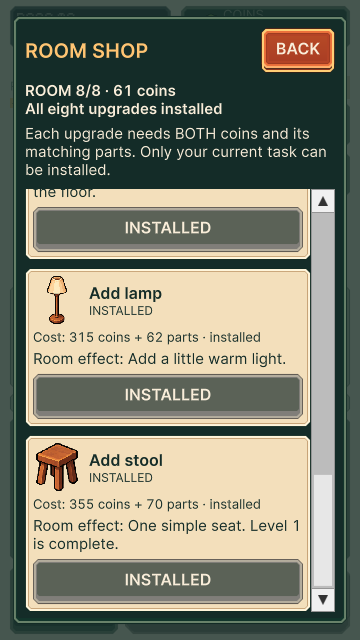 ROOM SHOP
BACK
ROOM 8/8 · 61 coins
All eight upgrades installed
Each upgrade needs BOTH coins and its
matching parts. Only your current task can
be installed.
the floor.
INSTALLED
Add lamp
INSTALLED
Cost: 315 coins + 62 parts · installed
Room effect: Add a little warm light.
INSTALLED
Add stool
INSTALLED
Cost: 355 coins + 70 parts · installed
Room effect: One simple seat. Level 1
is complete.
INSTALLED